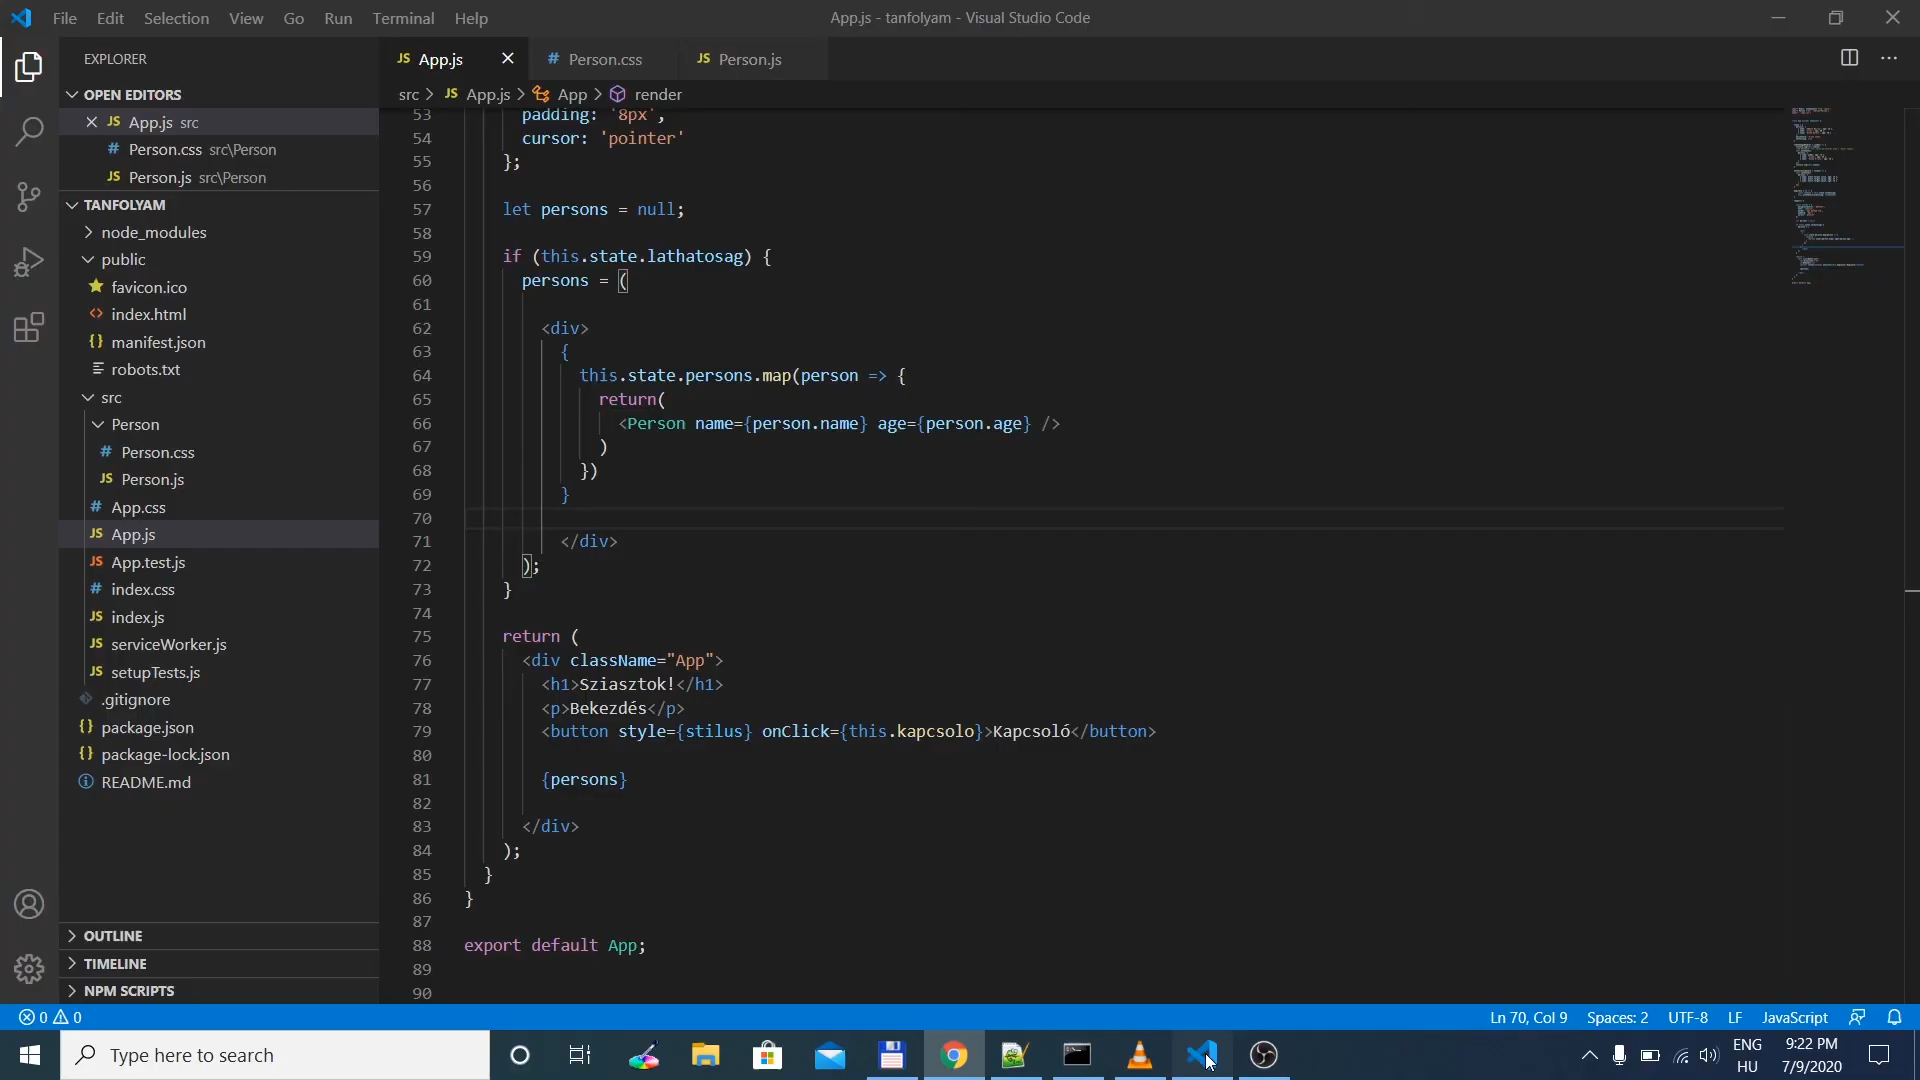 File Edit Selection View Go Run Terminal Help
App.js - tanfolyam - Visual Studio Code
EXPLORER
OPEN EDITORS
JS App.js src
# Person.css src\Person
JS Person.js src\Person
TANFOLYAM
node_modules
public
favicon.ico
<> index.html
{} manifest.json
robots.txt
src
Person
# Person.css
JS Person.js
# App.css
JS App.js
JS App.test.js
# index.css
JS index.js
JS serviceWorker.js
JS setupTests.js
.gitignore
{} package.json
{} package-lock.json
README.md
OUTLINE
TIMELINE
NPM SCRIPTS
JS App.js
# Person.css
JS Person.js
src > JS App.js > App > render
53 padding: '8px',
54 cursor: 'pointer'
55 };
56
57 let persons = null;
58
59 if (this.state.lathatosag) {
60 persons = (
61
62 <div>
63 {
64 this.state.persons.map(person => {
65 return(
66 <Person name={person.name} age={person.age} />
67 )
68 })
69 }
70
71 </div>
72 );
73 }
74
75 return (
76 <div className="App">
77 <h1>Sziasztok!</h1>
78 <p>Bekezdés</p>
79 <button style={stilus} onClick={this.kapcsolo}>Kapcsoló</button>
80
81 {persons}
82
83 </div>
84 );
85 }
86 }
87
88 export default App;
89
90
0 0
Ln 70, Col 9 Spaces: 2 UTF-8 LF JavaScript
Type here to search
ENG
HU
9:22 PM
7/9/2020